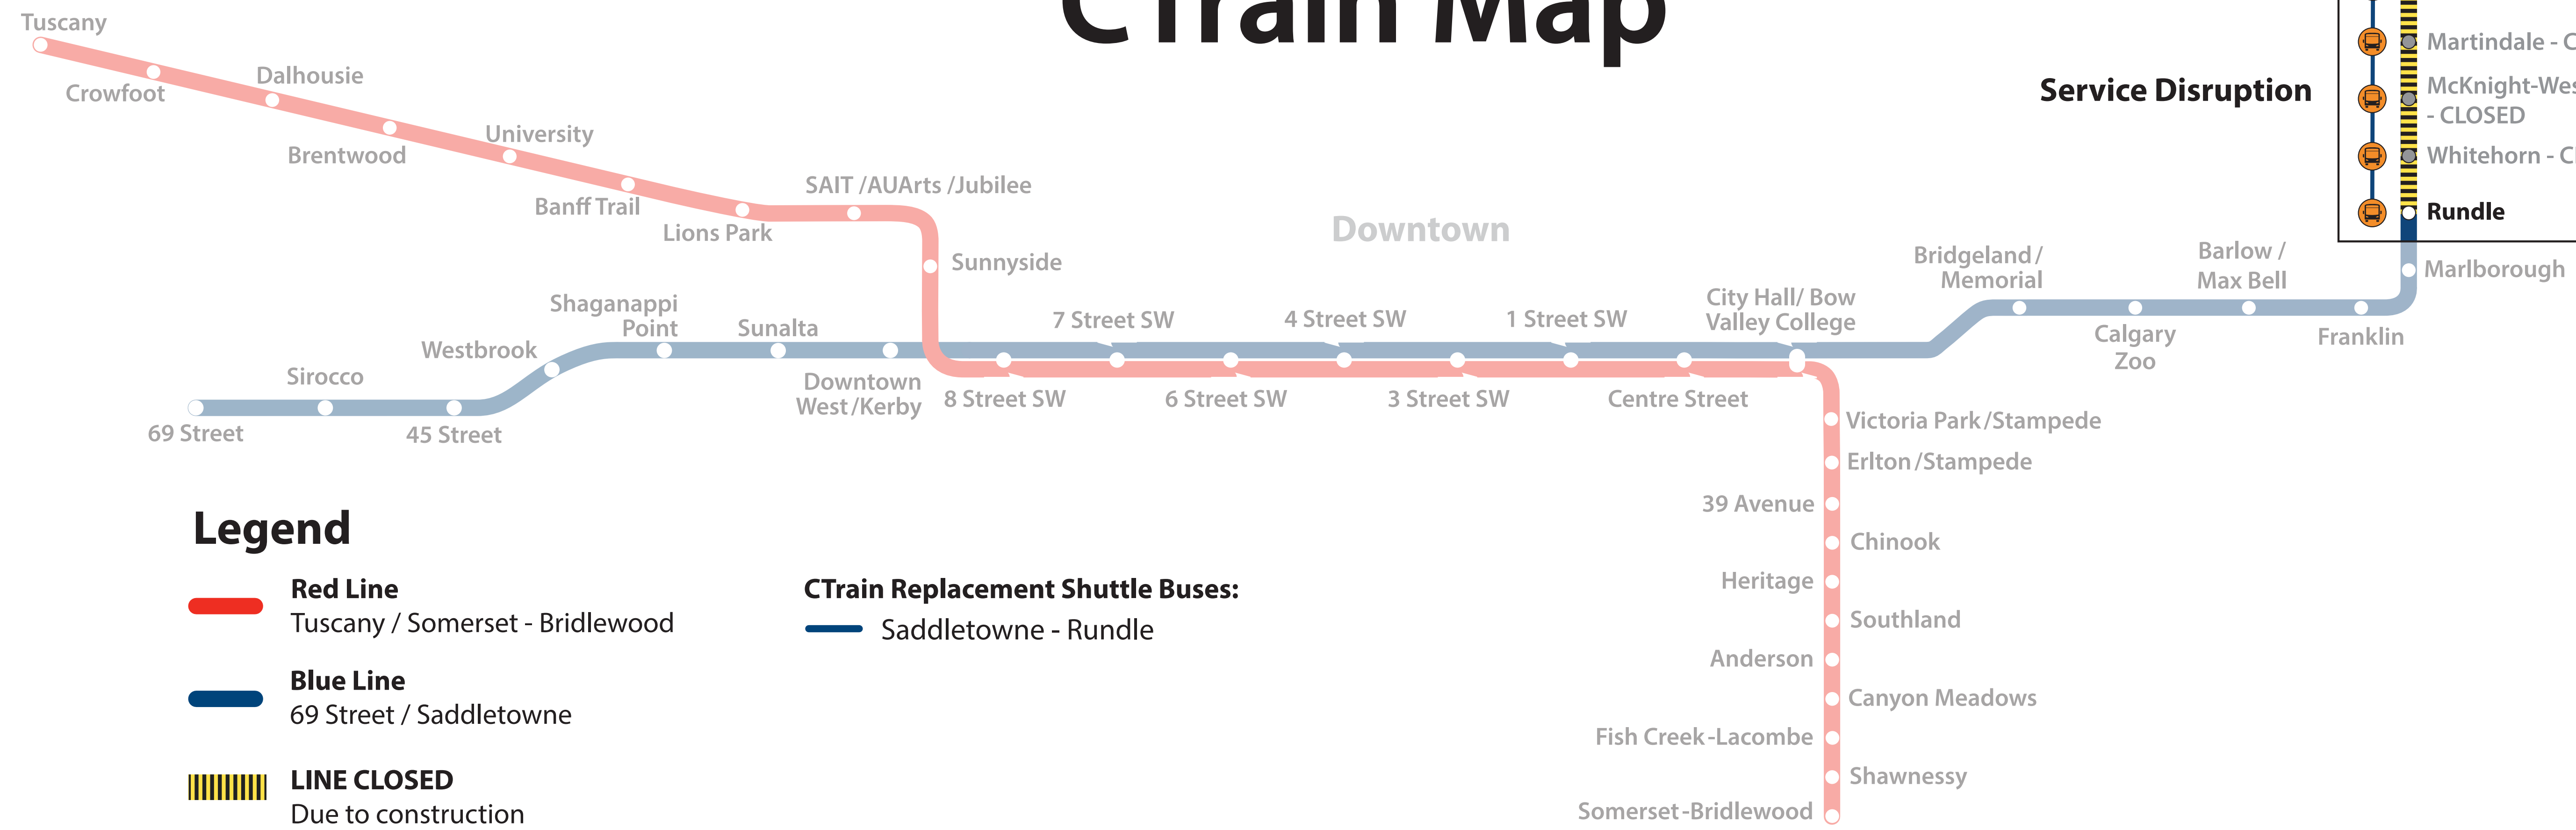 CTrain Map
Tuscany
Crowfoot
Dalhousie
Brentwood
University
Banff Trail
Lions Park
SAIT /AUArts /Jubilee
Sunnyside
Downtown
Service Disruption
Martindale - C
McKnight-Wes
- CLOSED
Whitehorn - C
Rundle
Marlborough
Franklin
Barlow /
Max Bell
Calgary
Zoo
Bridgeland /
Memorial
City Hall/ Bow
Valley College
1 Street SW
4 Street SW
7 Street SW
Sunalta
Shaganappi
Point
Westbrook
Sirocco
69 Street
45 Street
Downtown
West /Kerby
8 Street SW
6 Street SW
3 Street SW
Centre Street
Victoria Park /Stampede
Erlton /Stampede
39 Avenue
Chinook
Heritage
Southland
Anderson
Canyon Meadows
Fish Creek -Lacombe
Shawnessy
Somerset -Bridlewood
Legend
Red Line
Tuscany / Somerset - Bridlewood
Blue Line
69 Street / Saddletowne
LINE CLOSED
Due to construction
CTrain Replacement Shuttle Buses:
Saddletowne - Rundle